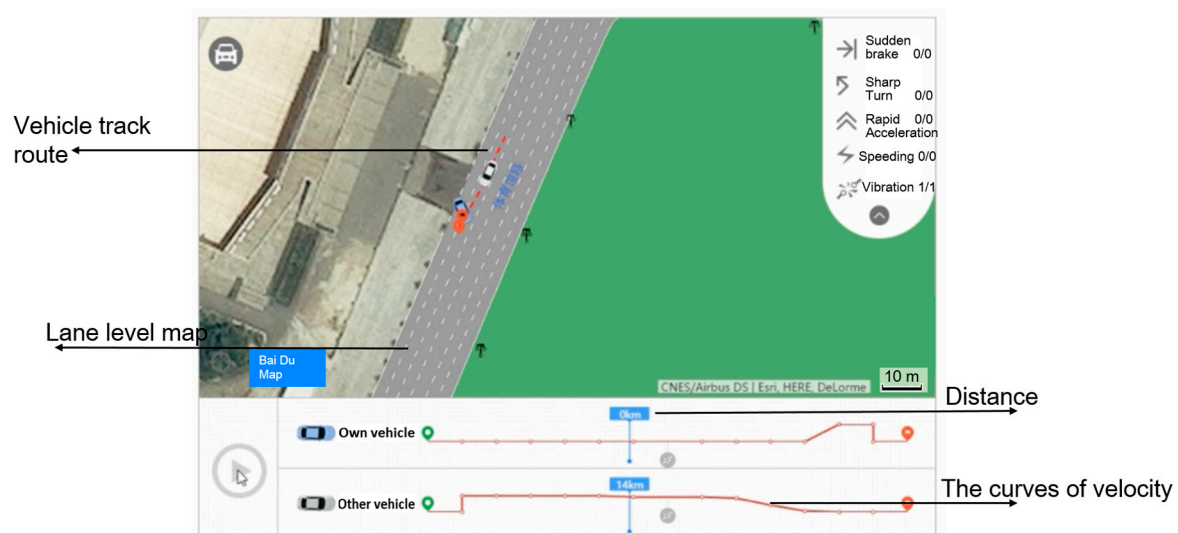 Sudden
brake 0/0
Sharp
Turn 0/0
Rapid 0/0
Acceleration
Speeding 0/0
Vibration 1/1
Vehicle track
route
Lane level map
Bai Du
Map
CNES/Airbus DS | Esri, HERE, DeLorme
10 m
Distance
0km
Own vehicle
14km
Other vehicle
The curves of velocity